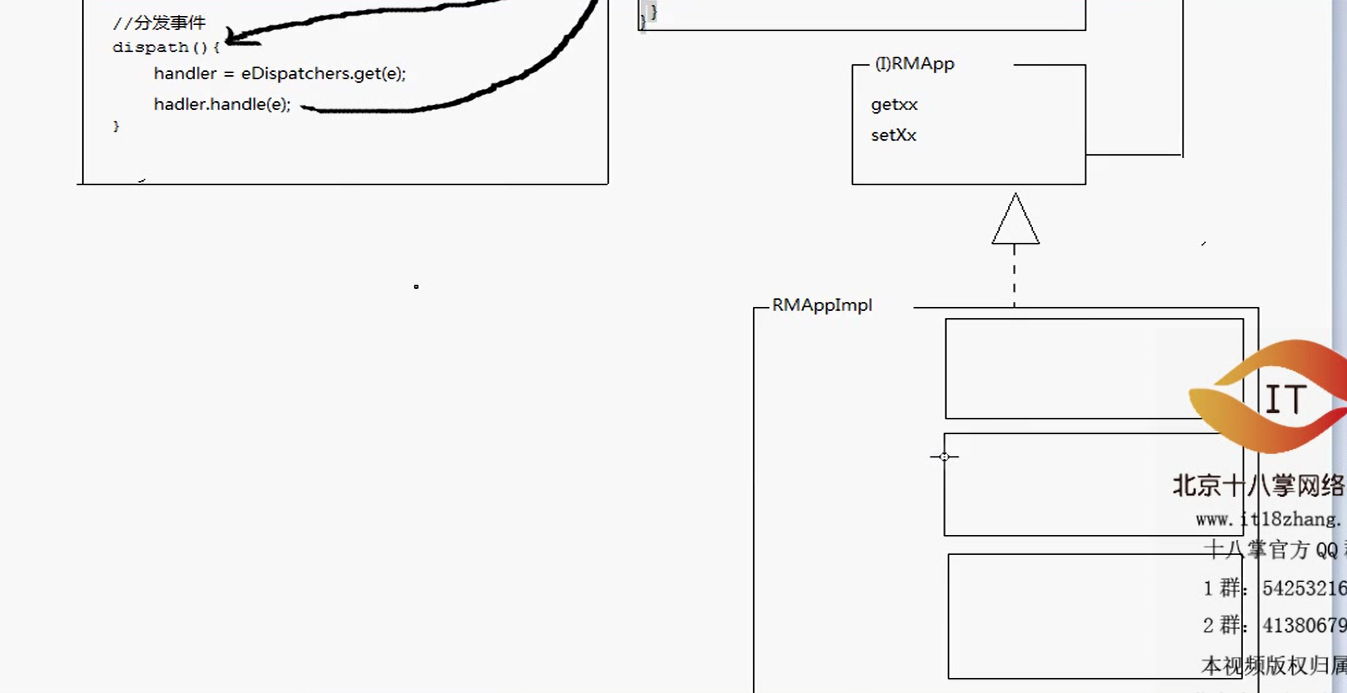 //分发事件
dispath(){
handler = eDispatchers.get(e);
hadler.handle(e);
}
}
}
(I)RMApp
getxx
setXx
RMAppImpl
IT
北京十八掌网络
www.it18zhang.
十八掌官方 QQ
1 群: 54253216
2 群: 41380679
本视频版权归属